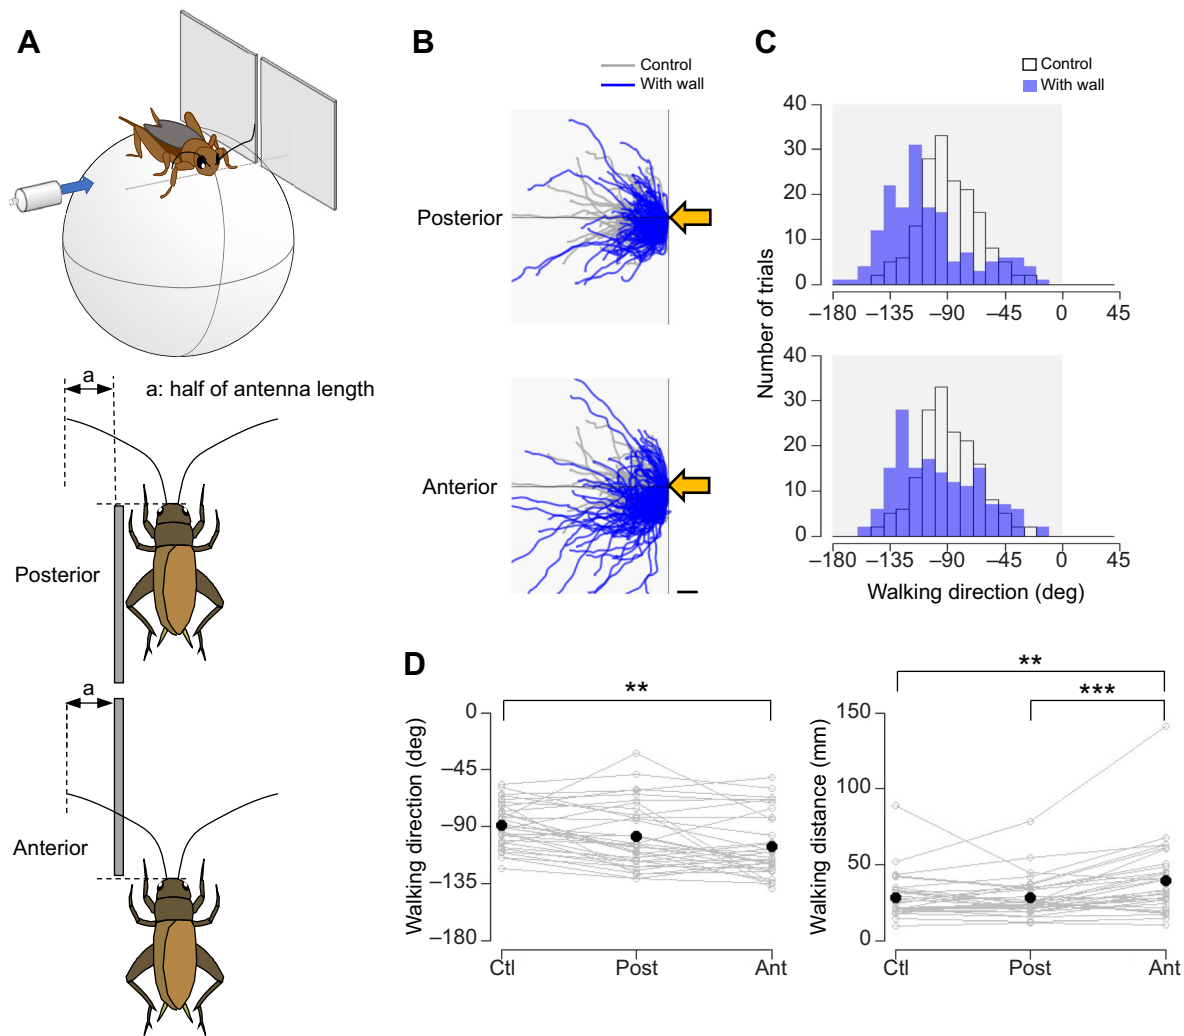 A
a
a: half of antenna length
Posterior
a
Anterior
B
Control
With wall
Posterior
Anterior
C
Control
With wall
Number of trials
40
30
20
10
0
−180 −135 −90 −45 0 45
40
30
20
10
0
−180 −135 −90 −45 0 45
Walking direction (deg)
D
**
Walking direction (deg)
0
−45
−90
−135
−180
Ctl Post Ant
**
***
Walking distance (mm)
150
100
50
0
Ctl Post Ant